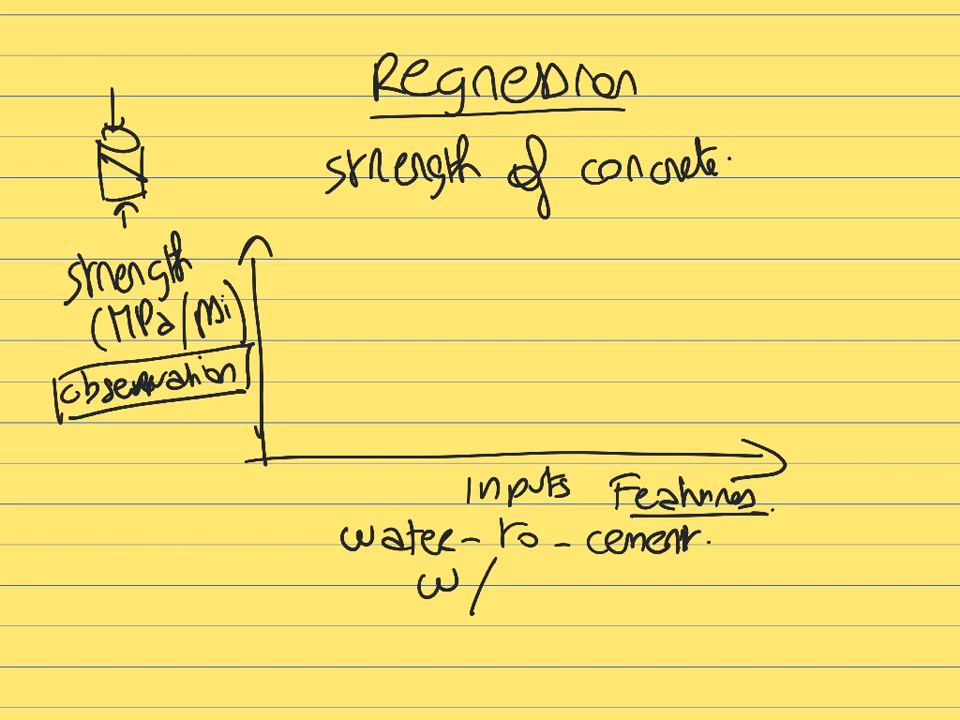 Regression
strength of concrete.
strength
(MPa/psi)
observation
Inputs Features.
water-to-cement.
w/